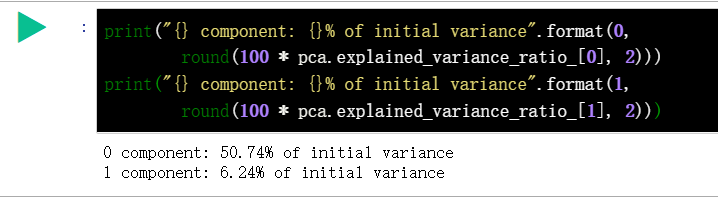 :
print("{} component: {}% of initial variance".format(0,
round(100 * pca.explained_variance_ratio_[0], 2)))
print("{} component: {}% of initial variance".format(1,
round(100 * pca.explained_variance_ratio_[1], 2)))
0 component: 50.74% of initial variance
1 component: 6.24% of initial variance